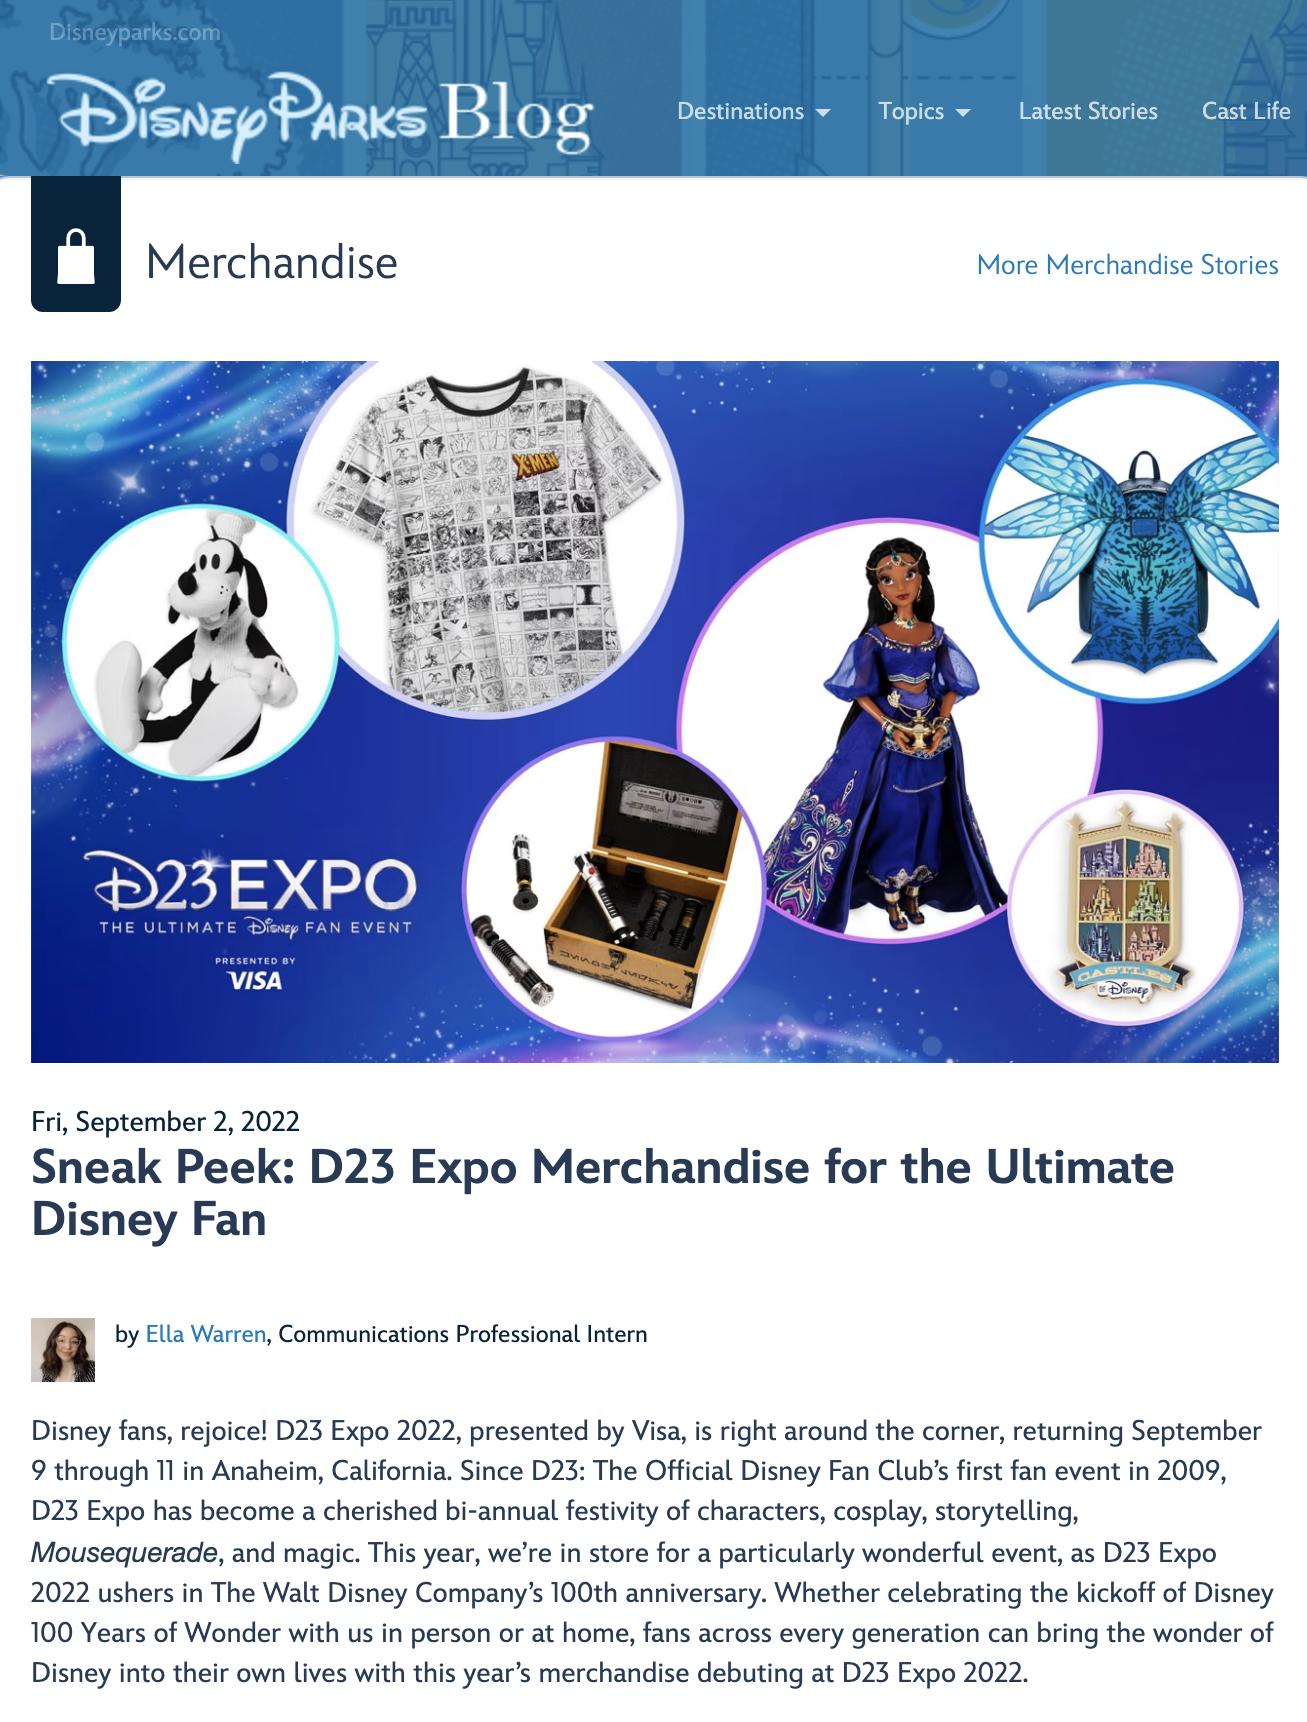 Disneyparks.com
Disney Parks Blog
Destinations
Topics
Latest Stories
Cast Life
Merchandise
More Merchandise Stories
X-MEN
D23 EXPO
THE ULTIMATE Disney FAN EVENT
PRESENTED BY
VISA
CASTLES
OF Disney
Fri, September 2, 2022
Sneak Peek: D23 Expo Merchandise for the Ultimate
Disney Fan
by Ella Warren, Communications Professional Intern
Disney fans, rejoice! D23 Expo 2022, presented by Visa, is right around the corner, returning September
9 through 11 in Anaheim, California. Since D23: The Official Disney Fan Club’s first fan event in 2009,
D23 Expo has become a cherished bi-annual festivity of characters, cosplay, storytelling,
Mousequerade, and magic. This year, we’re in store for a particularly wonderful event, as D23 Expo
2022 ushers in The Walt Disney Company’s 100th anniversary. Whether celebrating the kickoff of Disney
100 Years of Wonder with us in person or at home, fans across every generation can bring the wonder of
Disney into their own lives with this year’s merchandise debuting at D23 Expo 2022.